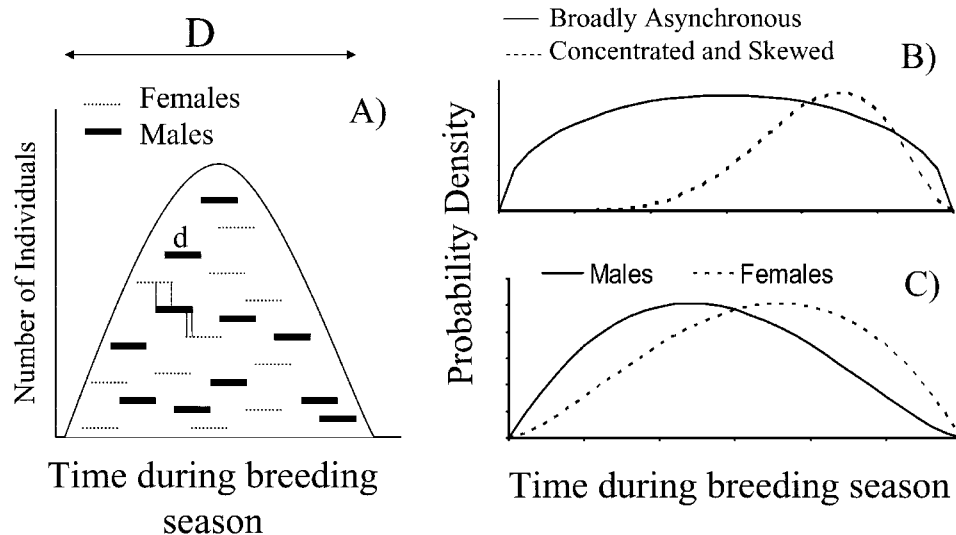 D
Females
Males
A)
d
Number of Individuals
Time during breeding
season
Broadly Asynchronous
Concentrated and Skewed
B)
Probability Density
Males
Females
C)
Time during breeding season